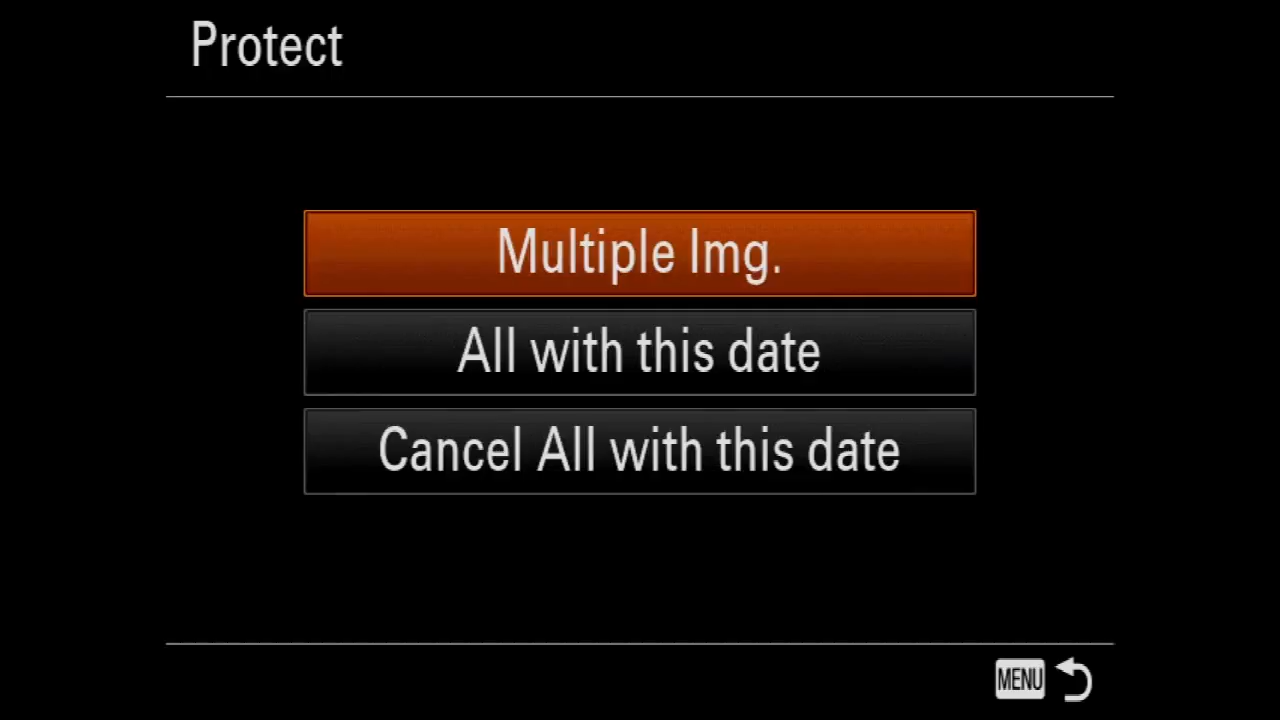 Protect
Multiple Img.
All with this date
Cancel All with this date
MENU